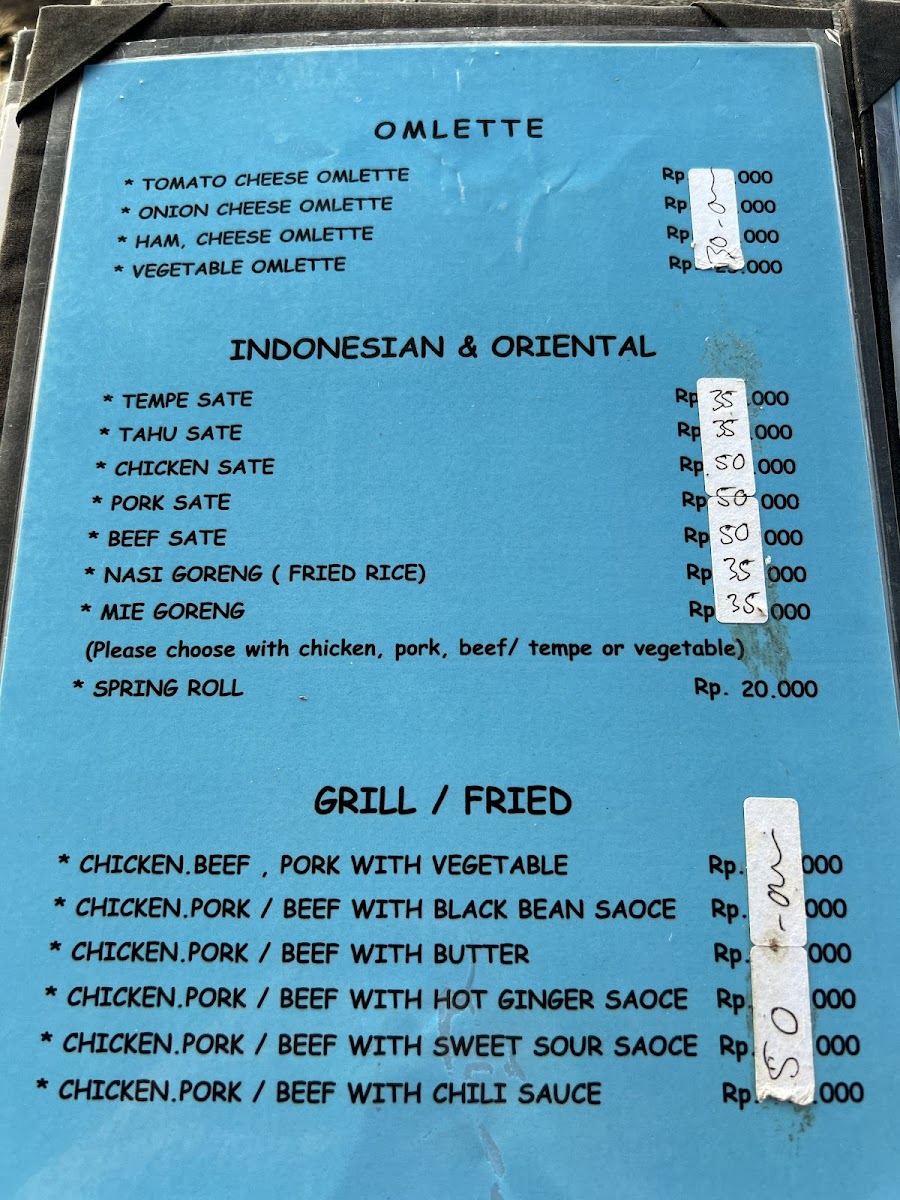 OMLETTE
* TOMATO CHEESE OMLETTE Rp 000
* ONION CHEESE OMLETTE Rp 000
* HAM, CHEESE OMLETTE Rp 000
* VEGETABLE OMLETTE Rp. .000
30
INDONESIAN & ORIENTAL
* TEMPE SATE Rp 35 .000
* TAHU SATE Rp 35 .000
* CHICKEN SATE Rp. 50 .000
* PORK SATE Rp 50 000
* BEEF SATE Rp 50 000
* NASI GORENG ( FRIED RICE) Rp 35 000
* MIE GORENG Rp 35. 000
(Please choose with chicken, pork, beef/ tempe or vegetable)
* SPRING ROLL Rp. 20.000
GRILL / FRIED
* CHICKEN.BEEF , PORK WITH VEGETABLE Rp. 000
* CHICKEN.PORK / BEEF WITH BLACK BEAN SAOCE Rp. 000
* CHICKEN.PORK / BEEF WITH BUTTER Rp. 000
* CHICKEN.PORK / BEEF WITH HOT GINGER SAOCE Rp. 000
* CHICKEN.PORK / BEEF WITH SWEET SOUR SAOCE Rp 000
* CHICKEN.PORK / BEEF WITH CHILI SAUCE Rp .000
50